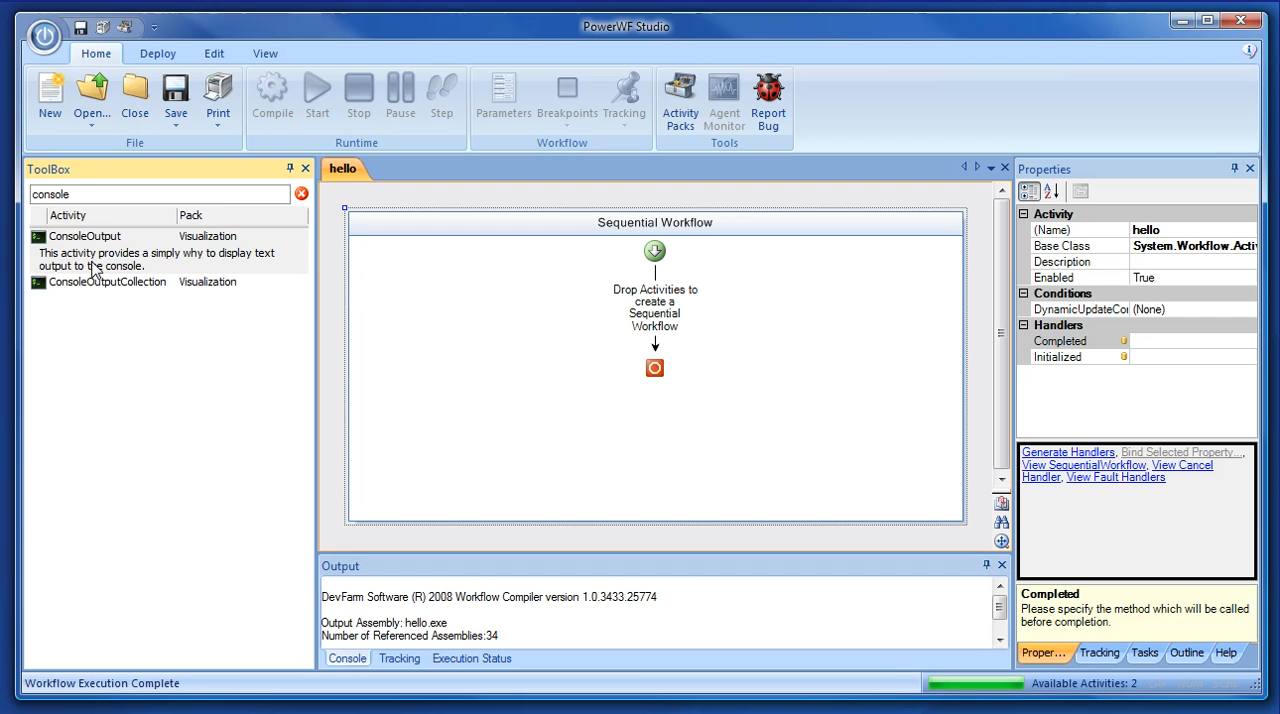 PowerWF Studio
Home Deploy Edit View
New Open... Close Save Print
Compile Start Stop Pause Step
Parameters Breakpoints Tracking
Activity Packs Agent Monitor Report Bug
File Runtime Workflow Tools
ToolBox
console
Activity Pack
ConsoleOutput Visualization
This activity provides a simply why to display text
output to the console.
ConsoleOutputCollection Visualization
hello
Sequential Workflow
Drop Activities to
create a
Sequential
Workflow
Output
DevFarm Software (R) 2008 Workflow Compiler version 1.0.3433.25774
Output Assembly: hello.exe
Number of Referenced Assemblies:34
Console Tracking Execution Status
Properties
Activity
(Name) hello
Base Class System.Workflow.Activ
Description
Enabled True
Conditions
DynamicUpdateCor (None)
Handlers
Completed
Initialized
Generate Handlers, Bind Selected Property...,
View SequentialWorkflow, View Cancel
Handler, View Fault Handlers
Completed
Please specify the method which will be called
before completion.
Proper... Tracking Tasks Outline Help
Workflow Execution Complete
Available Activities: 2